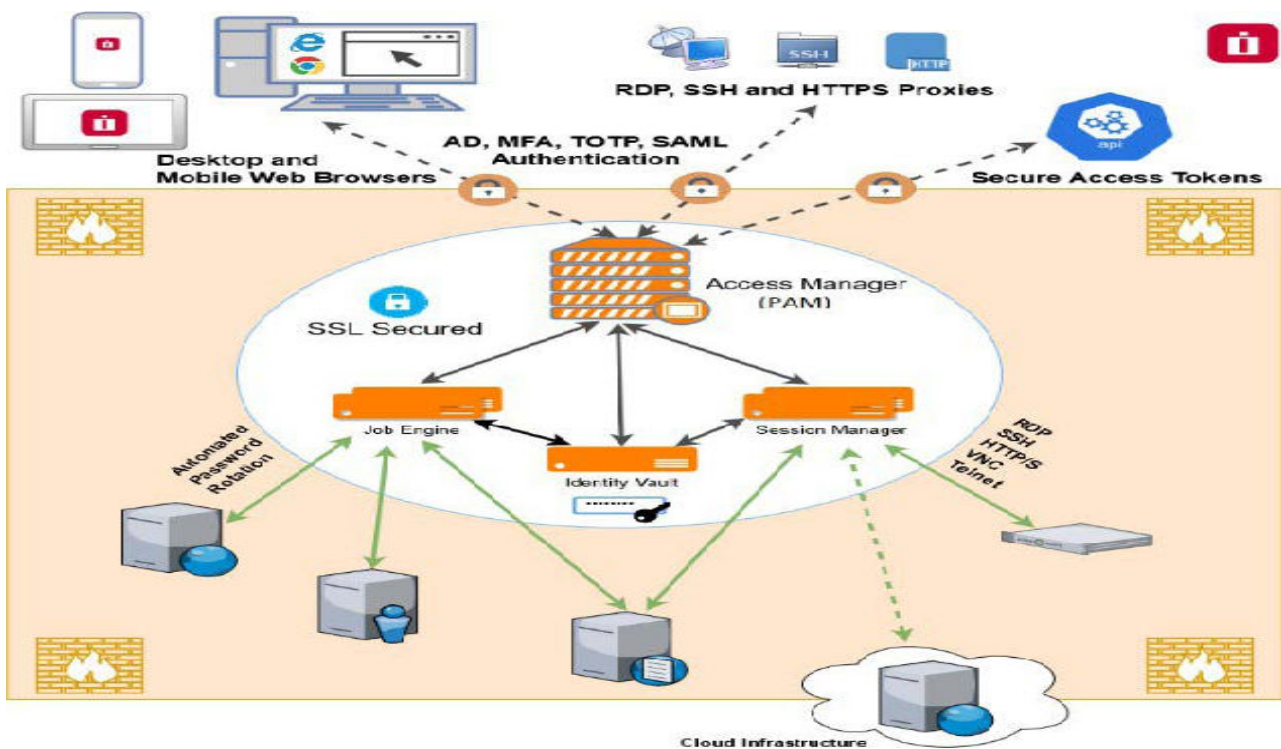 SSH
HTTP
RDP, SSH and HTTPS Proxies
AD, MFA, TOTP, SAML
Authentication
api
Desktop and
Mobile Web Browsers
Secure Access Tokens
Access Manager
(PAM)
SSL Secured
Job Engine
Session Manager
Identity Vault
Automated
Password
Rotation
RDP
SSH
HTTP/S
VNC
Telnet
Cloud Infrastructure